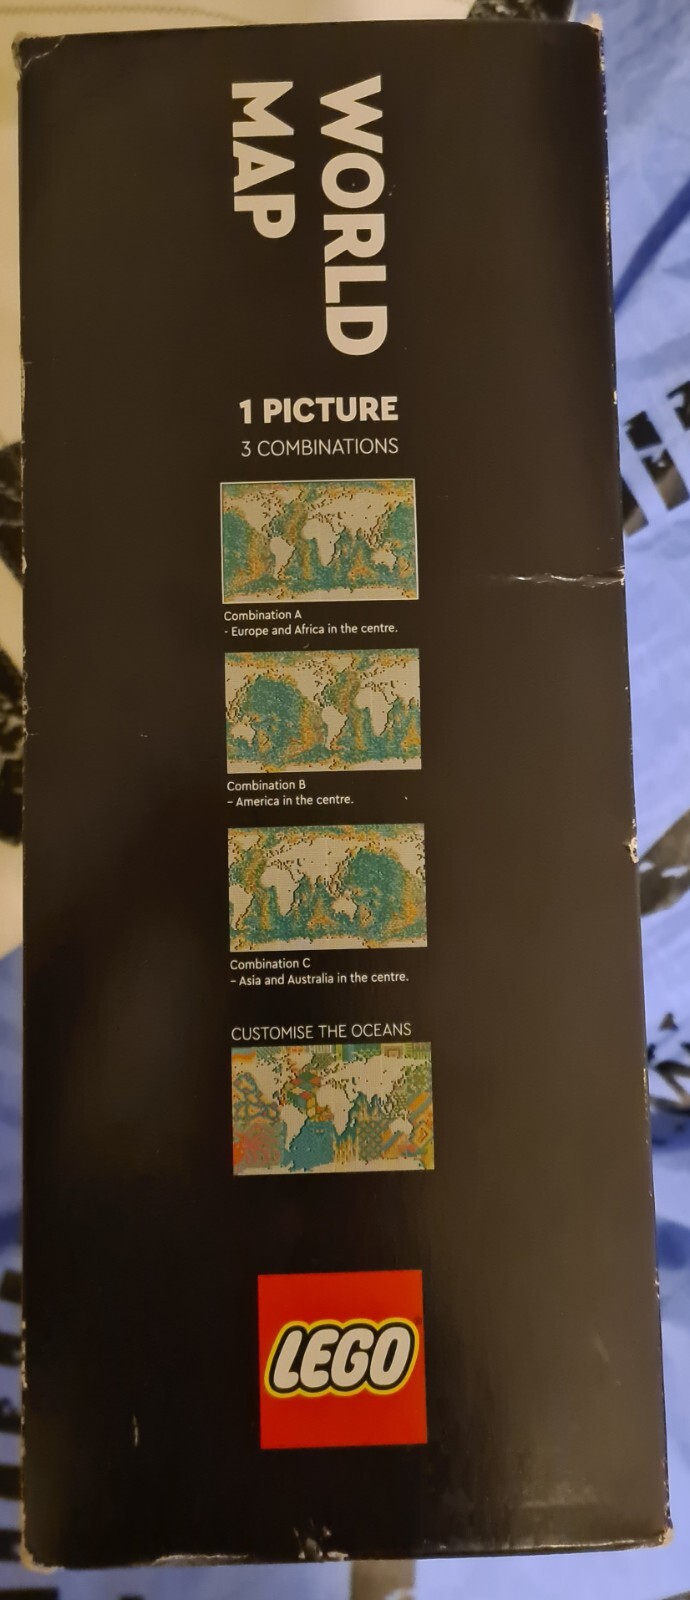 WORLD
MAP
1 PICTURE
3 COMBINATIONS
Combination A
- Europe and Africa in the centre.
Combination B
– America in the centre.
Combination C
– Asia and Australia in the centre.
CUSTOMISE THE OCEANS
LEGO